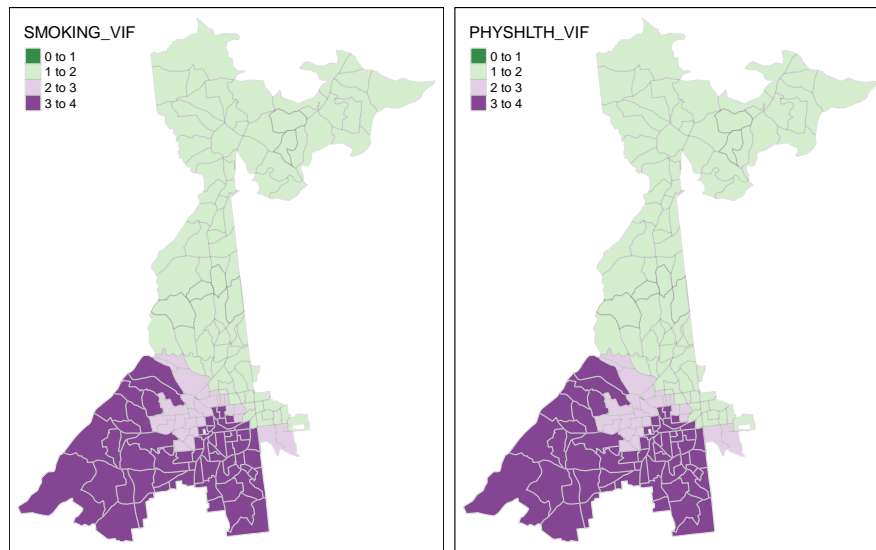 SMOKING_VIF
0 to 1
1 to 2
2 to 3
3 to 4
PHYSHLTH_VIF
0 to 1
1 to 2
2 to 3
3 to 4